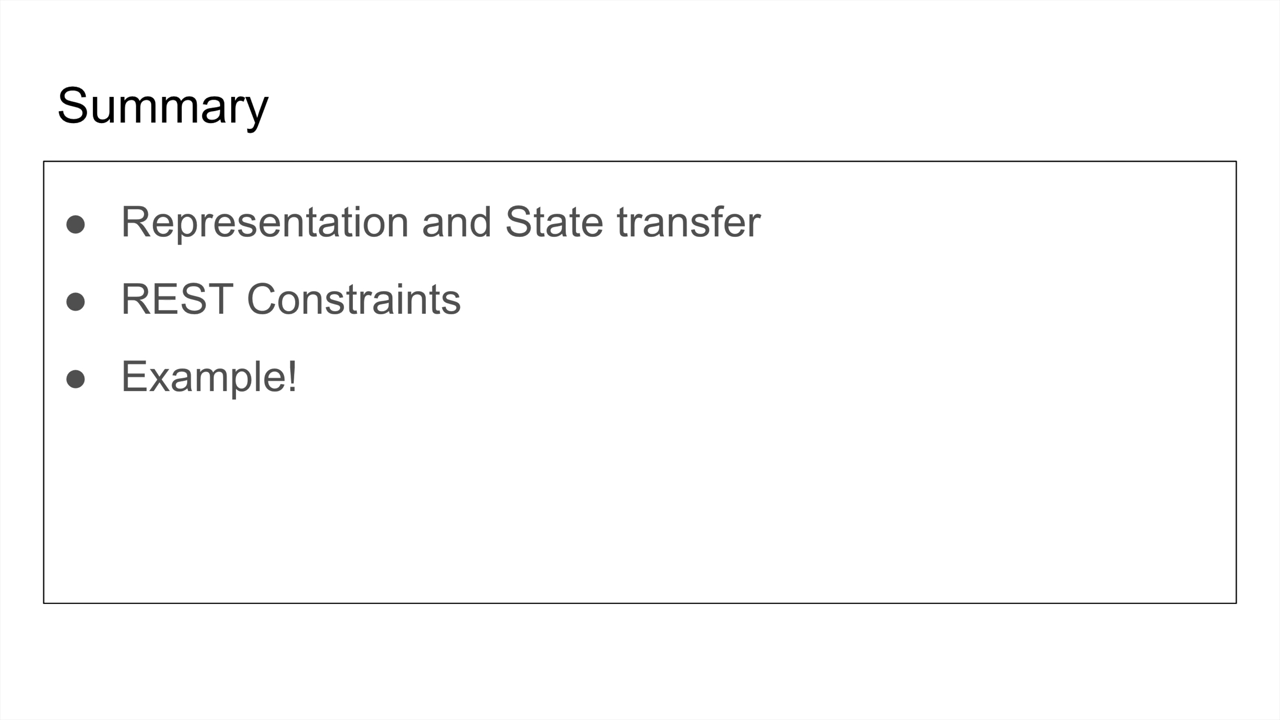 Summary
● Representation and State transfer
● REST Constraints
● Example!